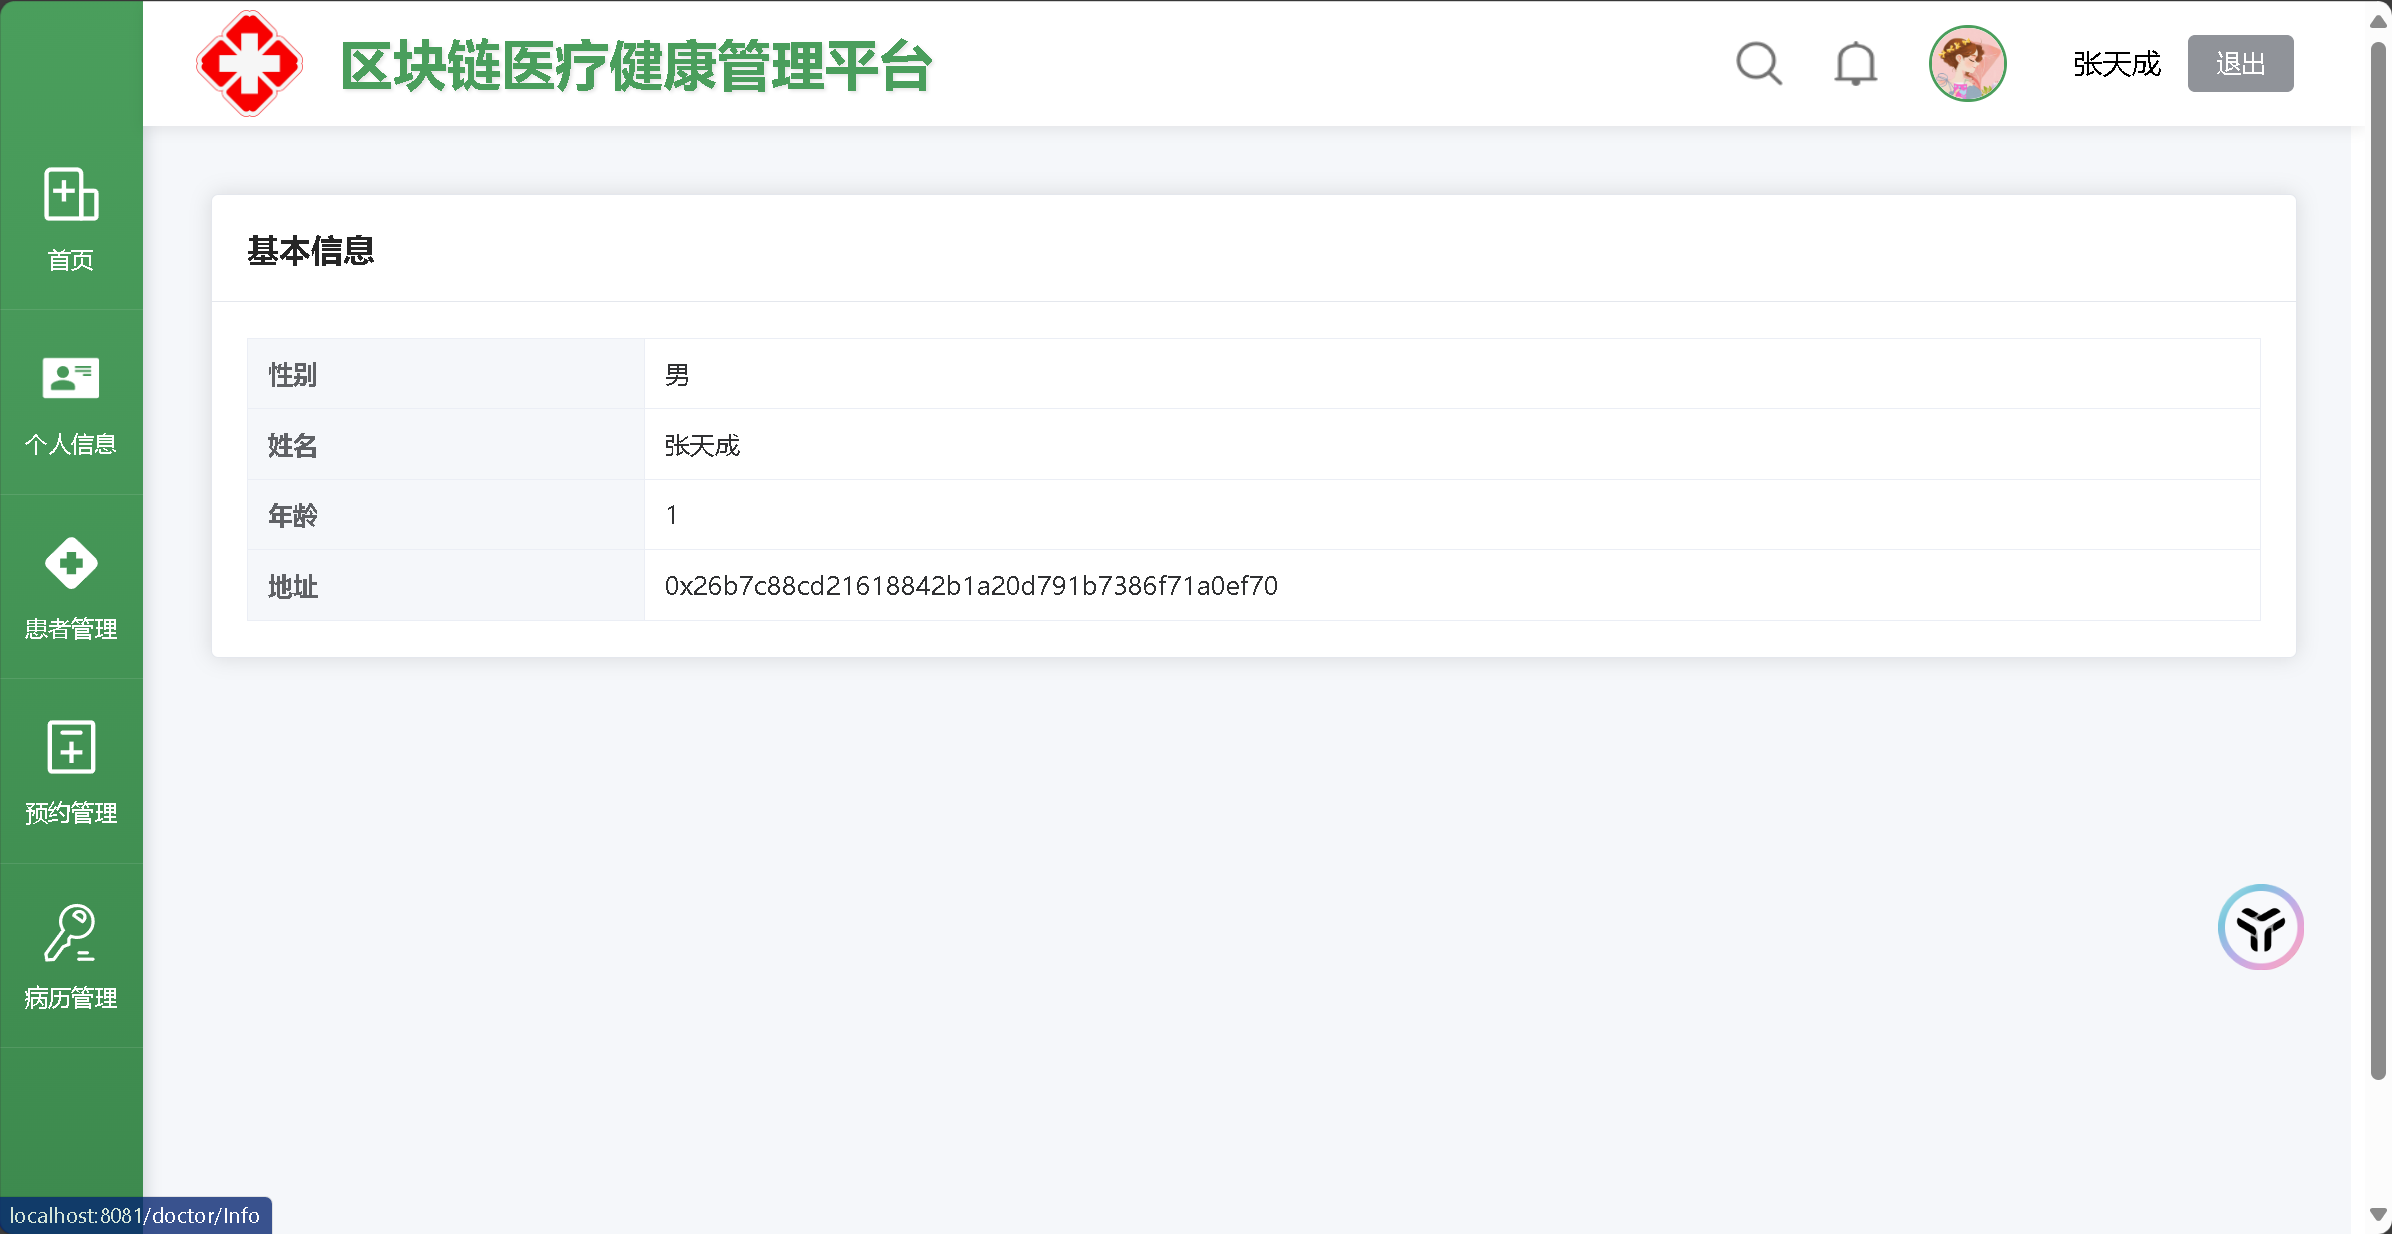 区块链医疗健康管理平台
张天成
退出
首页
个人信息
患者管理
预约管理
病历管理
基本信息
性别 男
姓名 张天成
年龄 1
地址 0x26b7c88cd21618842b1a20d791b7386f71a0ef70
localhost:8081/doctor/Info